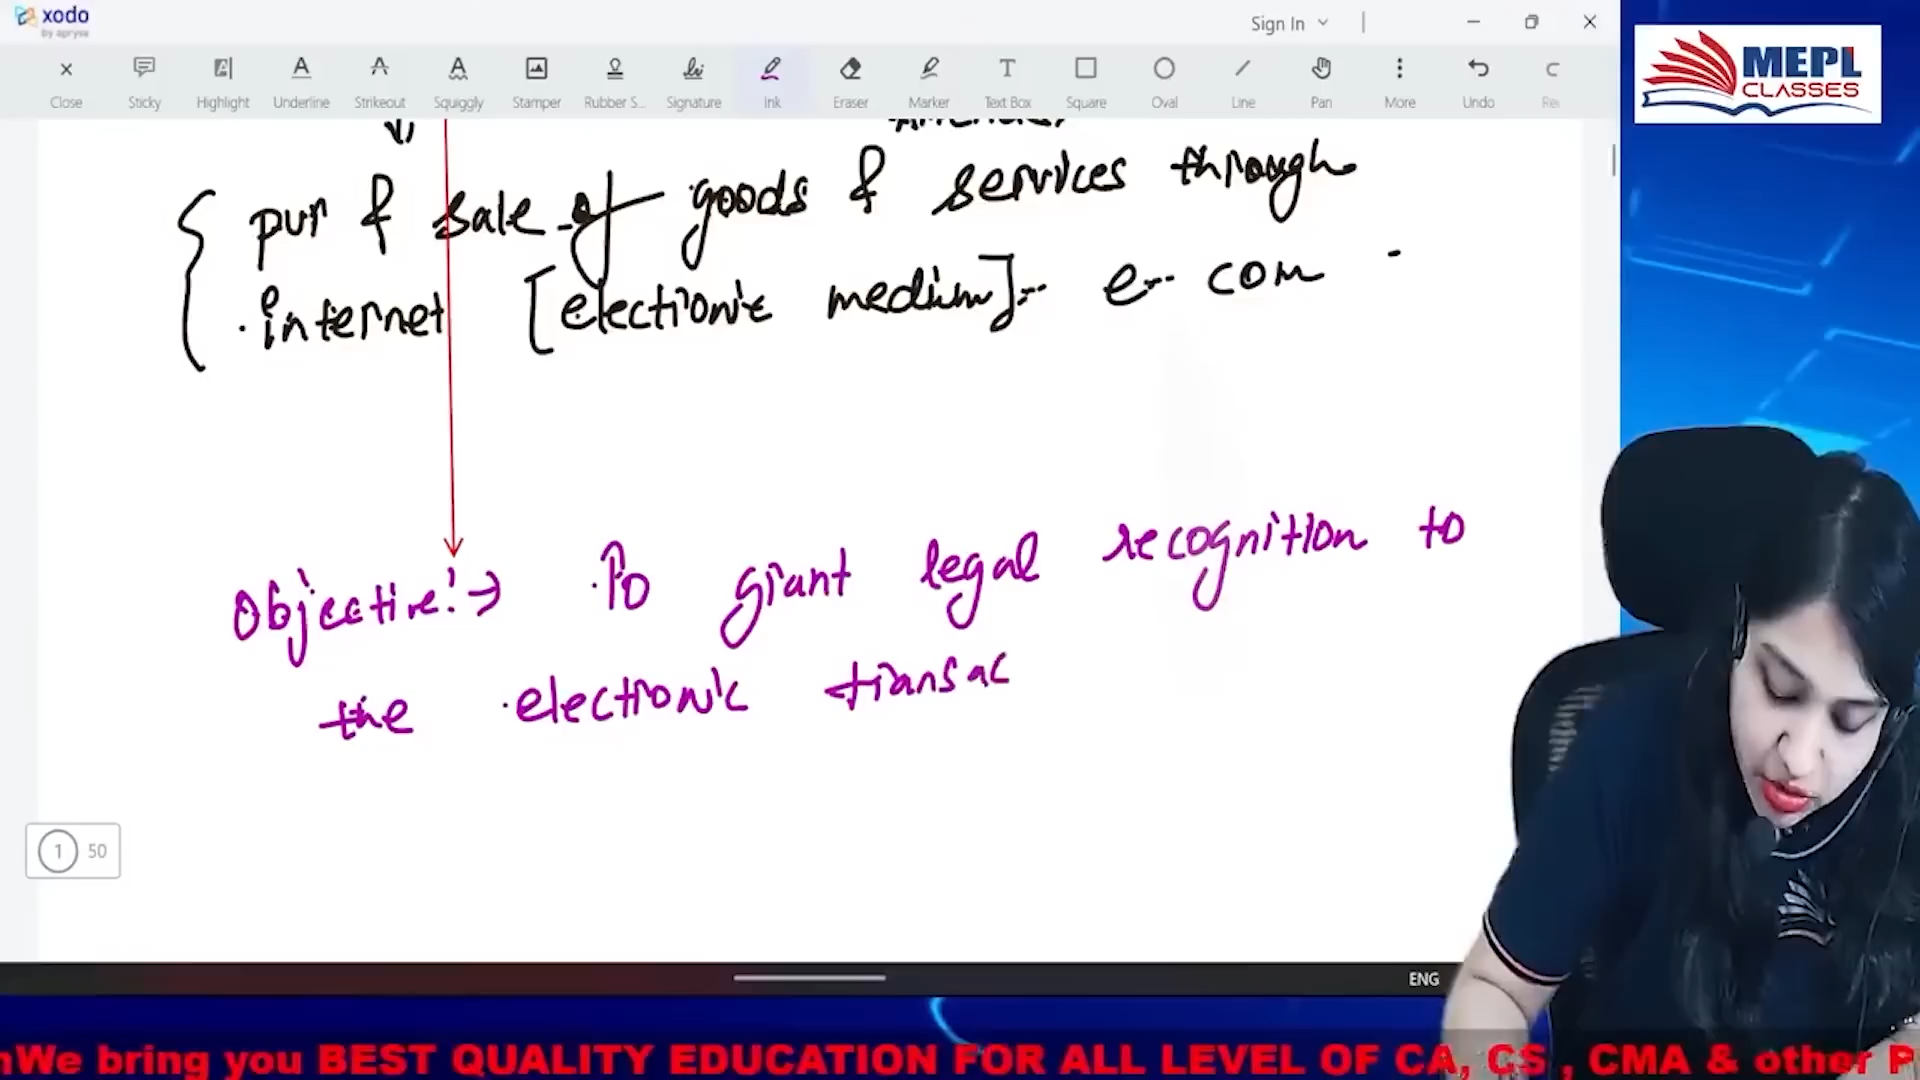 xodo
by apryse
Sign In
Close Sticky Highlight Underline Strikeout Squiggly Stamper Rubber S... Signature Ink Eraser Marker Text Box Square Oval Line Pan More Undo
MEPL
CLASSES
pur & sale of goods & services through
internet [electronic medium] e- com
Objective:→ To grant legal recognition to
the electronic transac
1 50
ENG
We bring you BEST QUALITY EDUCATION FOR ALL LEVEL OF CA, CS , CMA & other P